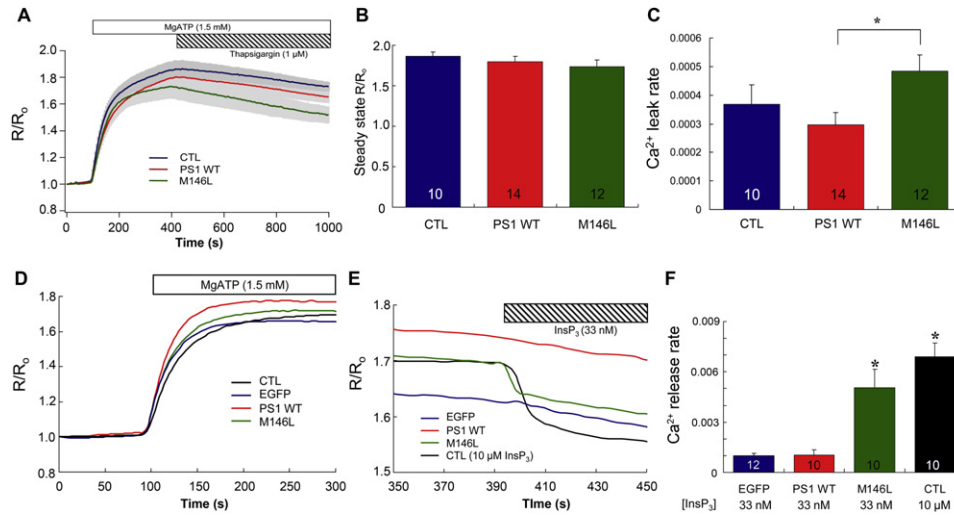 A
MgATP (1.5 mM)
Thapsigargin (1 µM)
R/Ro
2.0
1.8
1.6
1.4
1.2
1.0
0.8
CTL
PS1 WT
M146L
0 200 400 600 800 1000
Time (s)
B
Steady state R/Ro
2.0
1.5
1.0
0.5
0
10 14 12
CTL PS1 WT M146L
C
Ca2+ leak rate
0.0006
0.0005
0.0004
0.0003
0.0002
0.0001
0
*
10 14 12
CTL PS1 WT M146L
D
MgATP (1.5 mM)
R/Ro
1.8
1.6
1.4
1.2
1.0
0.8
CTL
EGFP
PS1 WT
M146L
0 50 100 150 200 250 300
Time (s)
E
InsP3 (33 nM)
R/Ro
1.8
1.7
1.6
1.5
EGFP
PS1 WT
M146L
CTL (10 µM InsP3)
350 370 390 410 430 450
TIme (s)
F
Ca2+ release rate
0.009
0.006
0.003
0
* *
12 10 10 10
EGFP PS1 WT M146L CTL
[InsP3] 33 nM 33 nM 33 nM 10 µM